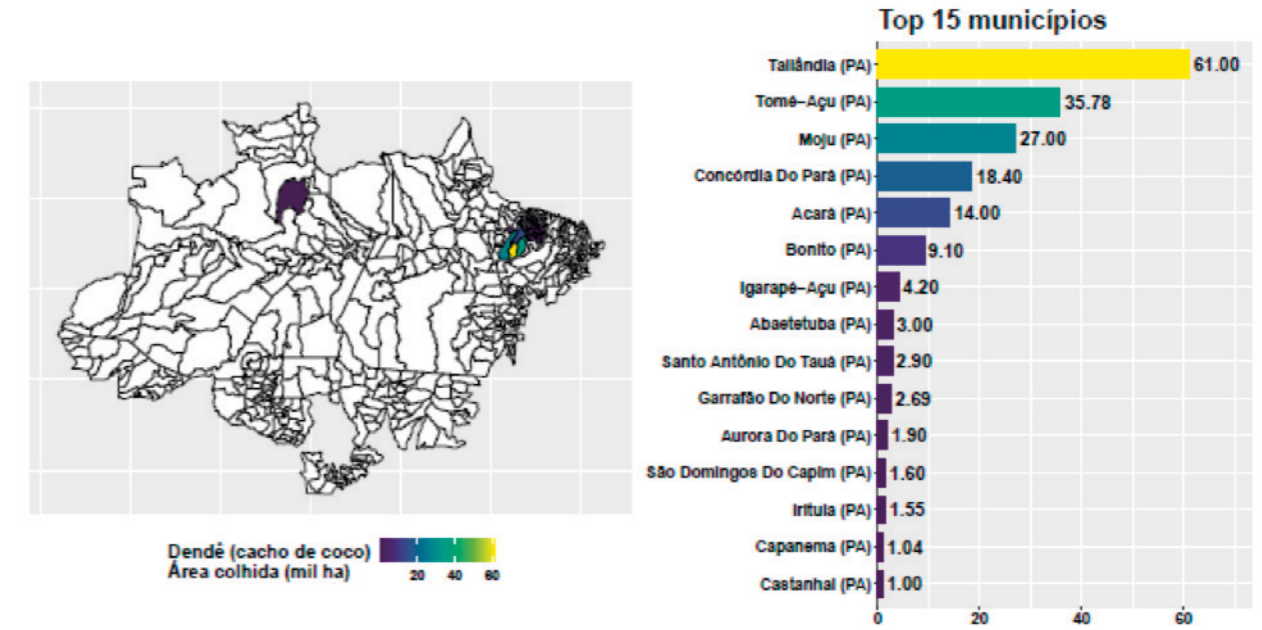 Top 15 municípios
Tailândia (PA) 61.00
Tomé-Açu (PA) 35.78
Moju (PA) 27.00
Concórdia Do Pará (PA) 18.40
Acará (PA) 14.00
Bonito (PA) 9.10
Igarapé-Açu (PA) 4.20
Abaetetuba (PA) 3.00
Santo Antônio Do Tauá (PA) 2.90
Garrafão Do Norte (PA) 2.69
Aurora Do Pará (PA) 1.90
São Domingos Do Capim (PA) 1.60
Irituia (PA) 1.55
Capanema (PA) 1.04
Castanhal (PA) 1.00
0 20 40 60
Dendê (cacho de coco)
Área colhida (mil ha)
20 40 60